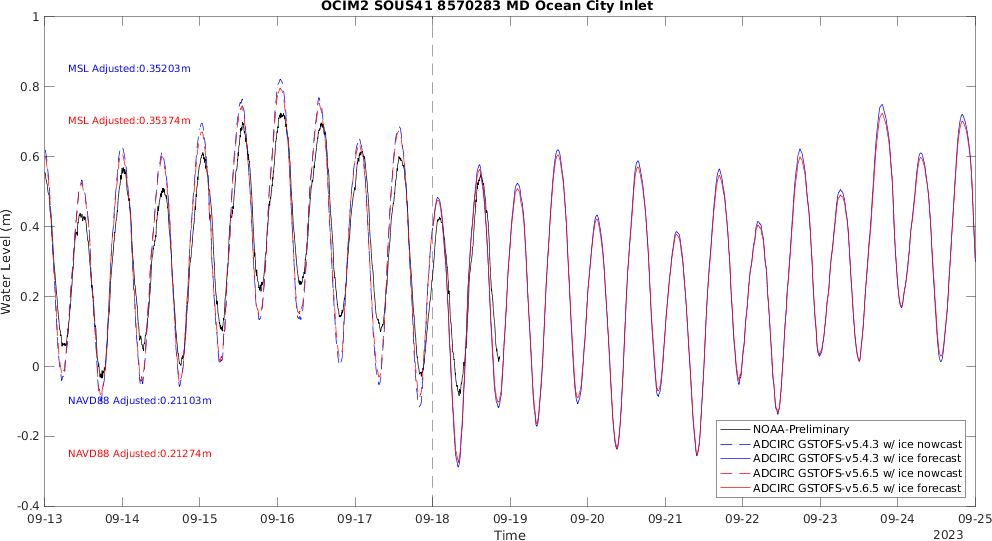 OCIM2 SOUS41 8570283 MD Ocean City Inlet
1
0.8
0.6
0.4
0.2
0
-0.2
-0.4
Water Level (m)
MSL Adjusted:0.35203m
MSL Adjusted:0.35374m
NAVD88 Adjusted:0.21103m
NAVD88 Adjusted:0.21274m
NOAA-Preliminary
ADCIRC GSTOFS-v5.4.3 w/ ice nowcast
ADCIRC GSTOFS-v5.4.3 w/ ice forecast
ADCIRC GSTOFS-v5.6.5 w/ ice nowcast
ADCIRC GSTOFS-v5.6.5 w/ ice forecast
09-13 09-14 09-15 09-16 09-17 09-18 09-19 09-20 09-21 09-22 09-23 09-24 09-25
Time
2023